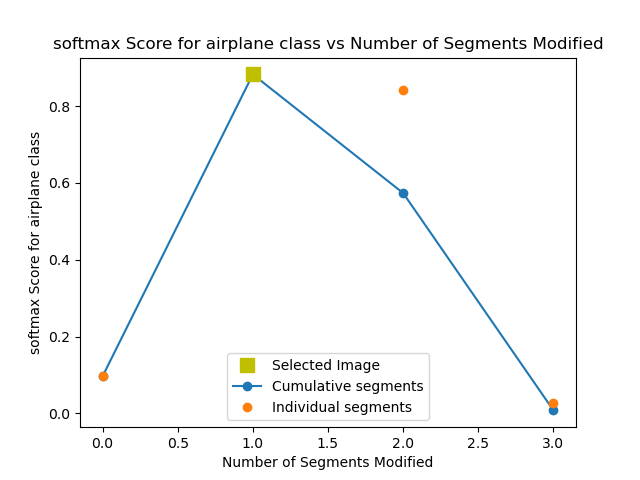 softmax Score for airplane class vs Number of Segments Modified
softmax Score for airplane class
0.8
0.6
0.4
0.2
0.0
Selected Image
Cumulative segments
Individual segments
0.0 0.5 1.0 1.5 2.0 2.5 3.0
Number of Segments Modified